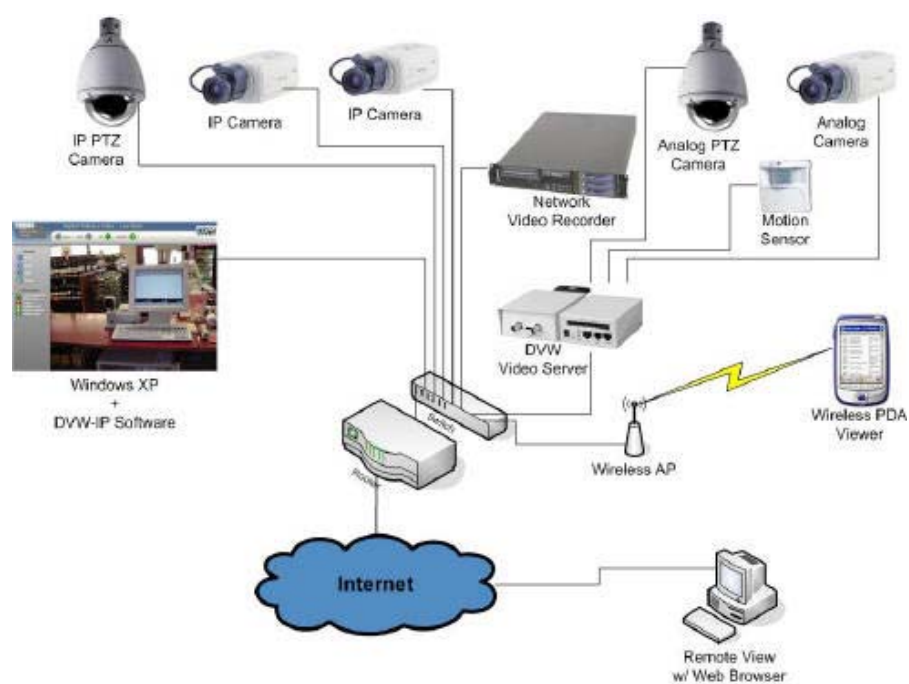 IP PTZ
Camera
IP Camera
IP Camera
Network
Video Recorder
Analog PTZ
Camera
Analog
Camera
Motion
Sensor
DVW
Video Server
Windows XP
+
DVW-IP Software
Switch
Router
Wireless AP
Wireless PDA
Viewer
Internet
Remote View
w/ Web Browser